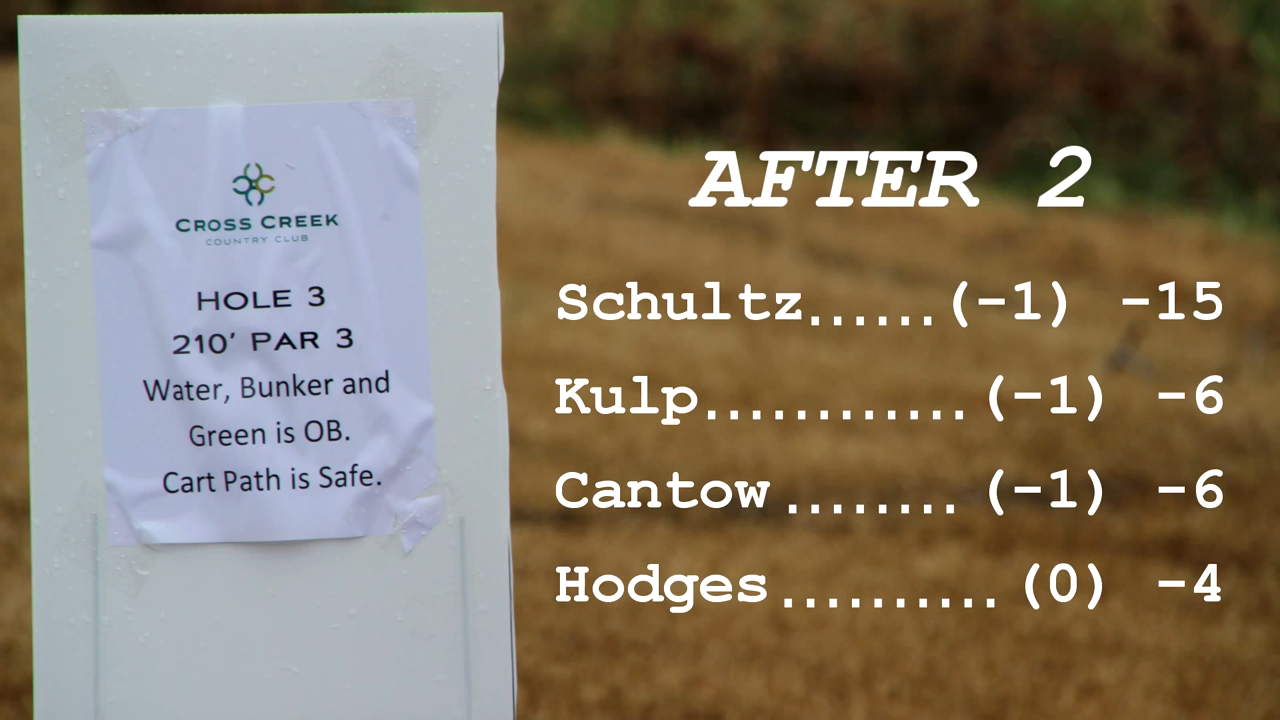 CROSS CREEK
COUNTRY CLUB
HOLE 3
210' PAR 3
Water, Bunker and
Green is OB.
Cart Path is Safe.
AFTER 2
Schultz......(-1) -15
Kulp............(-1) -6
Cantow........(-1) -6
Hodges..........(0) -4